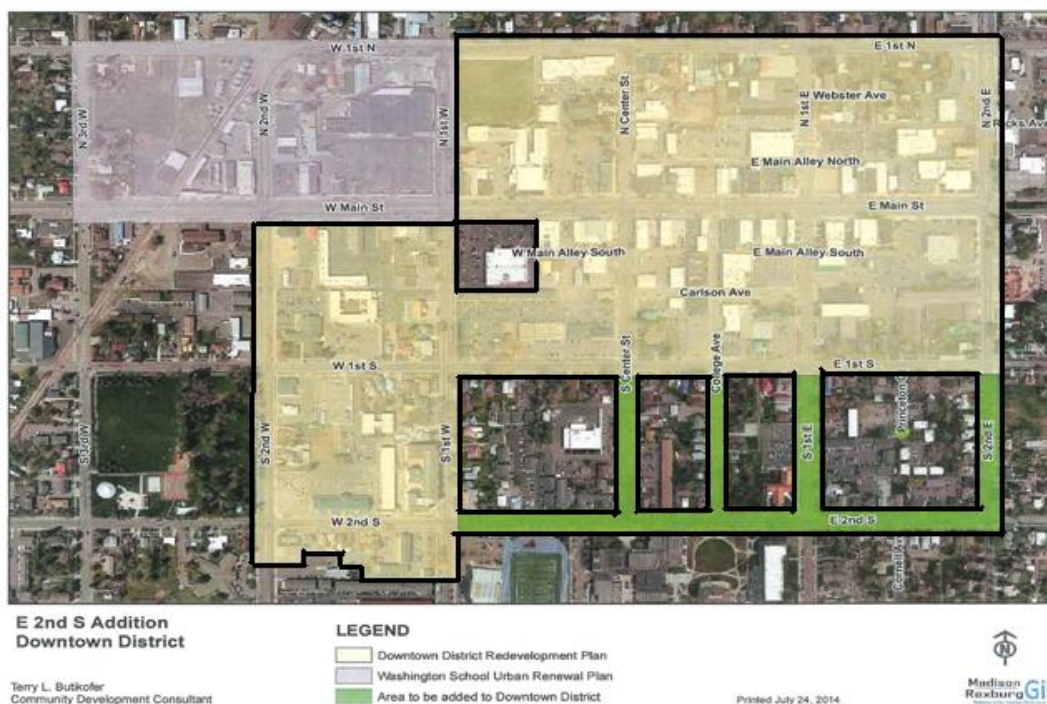 W 1st N
E 1st N
N 3rd W
N 2nd W
N 1st W
N Center St
N 1st E
N 2nd E
Webster Ave
E Main Alley North
W Main St
E Main St
W Main Alley South
E Main Alley South
Carlson Ave
W 1st S
E 1st S
S Center St
College Ave
S 3rd W
S 2nd W
S 1st W
S 1st E
S 2nd E
W 2nd S
E 2nd S
Cornell Ave
E 2nd S Addition
Downtown District
Terry L. Butikofer
Community Development Consultant
LEGEND
Downtown District Redevelopment Plan
Washington School Urban Renewal Plan
Area to be added to Downtown District
Printed July 24, 2014
N
Madison
Rexburg Gi